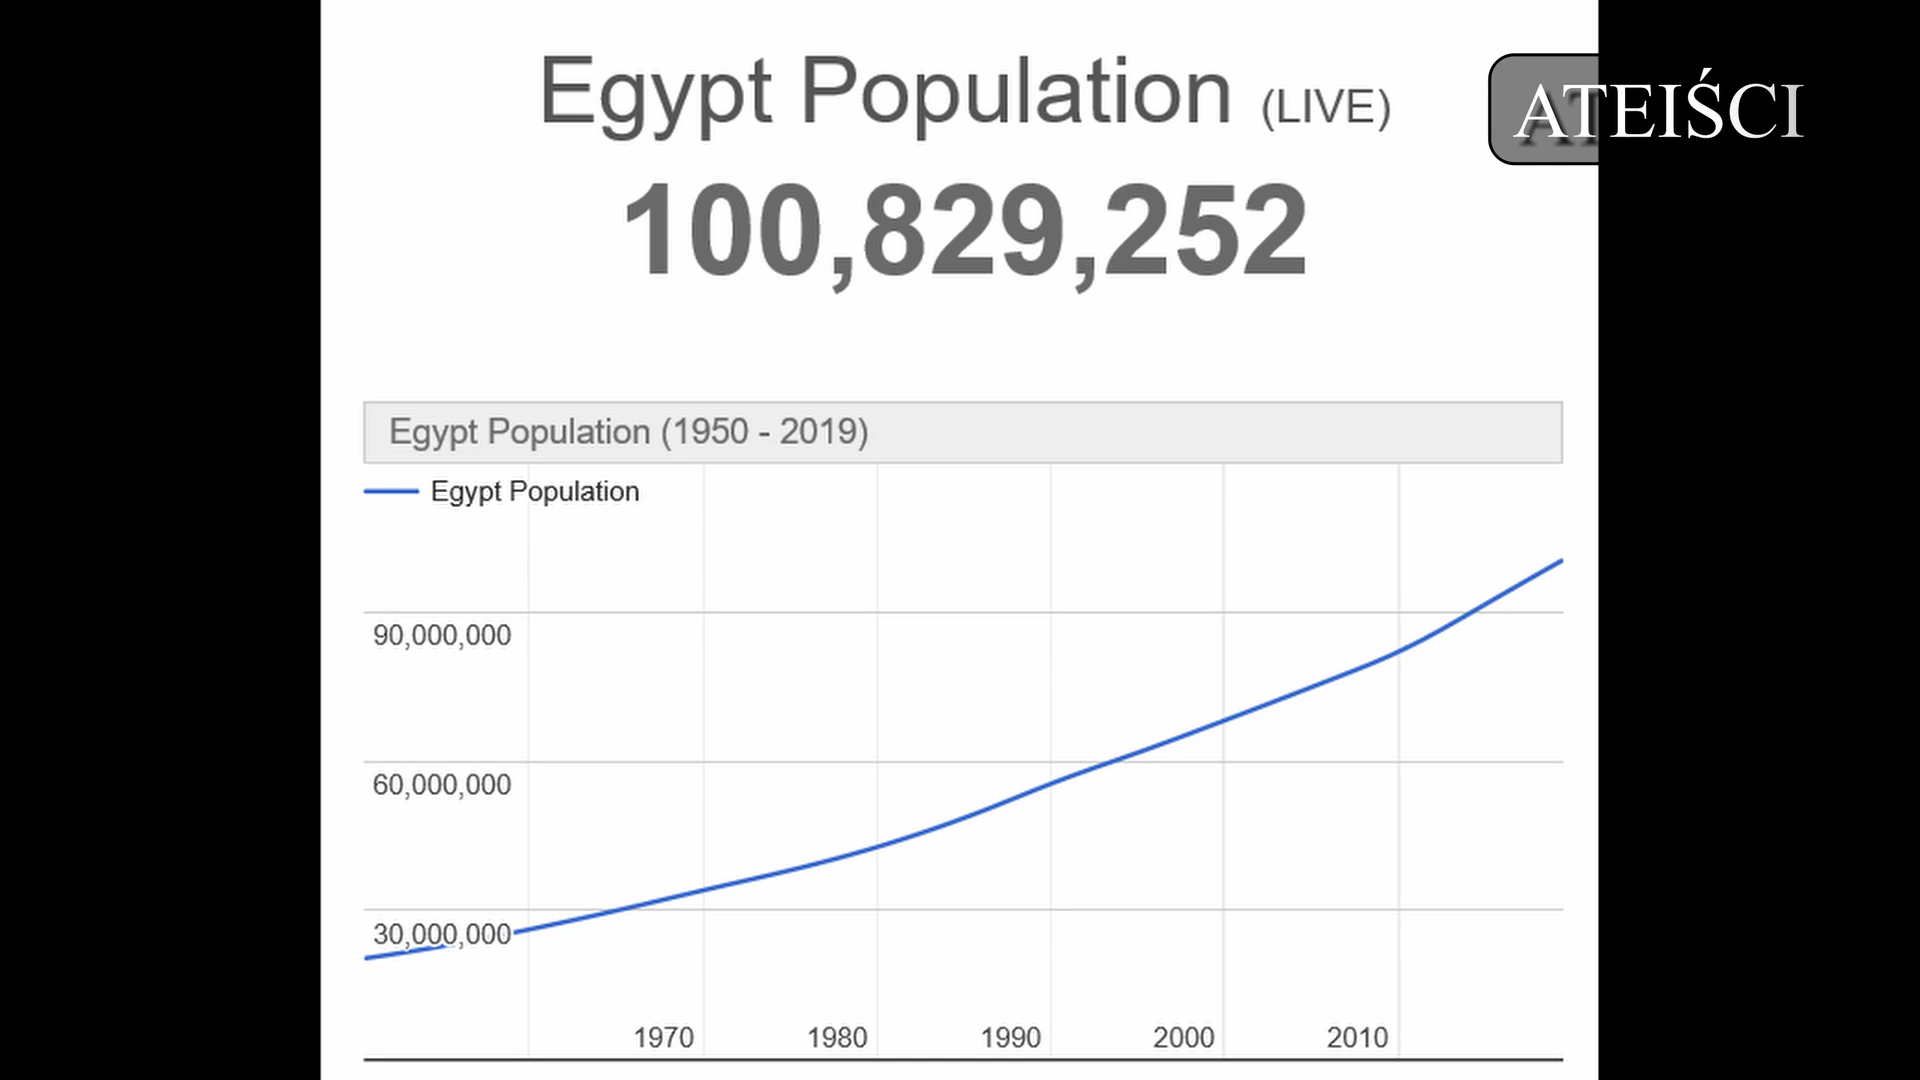 Egypt Population (LIVE)
ATEIŚCI
100,829,252
Egypt Population (1950 - 2019)
Egypt Population
90,000,000
60,000,000
30,000,000
1970 1980 1990 2000 2010